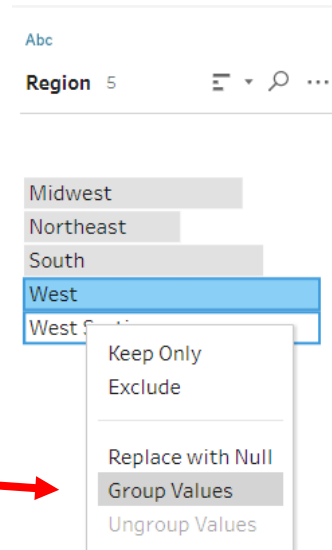 Abc
Region 5
Midwest
Northeast
South
West
West
Keep Only
Exclude
Replace with Null
Group Values
Ungroup Values